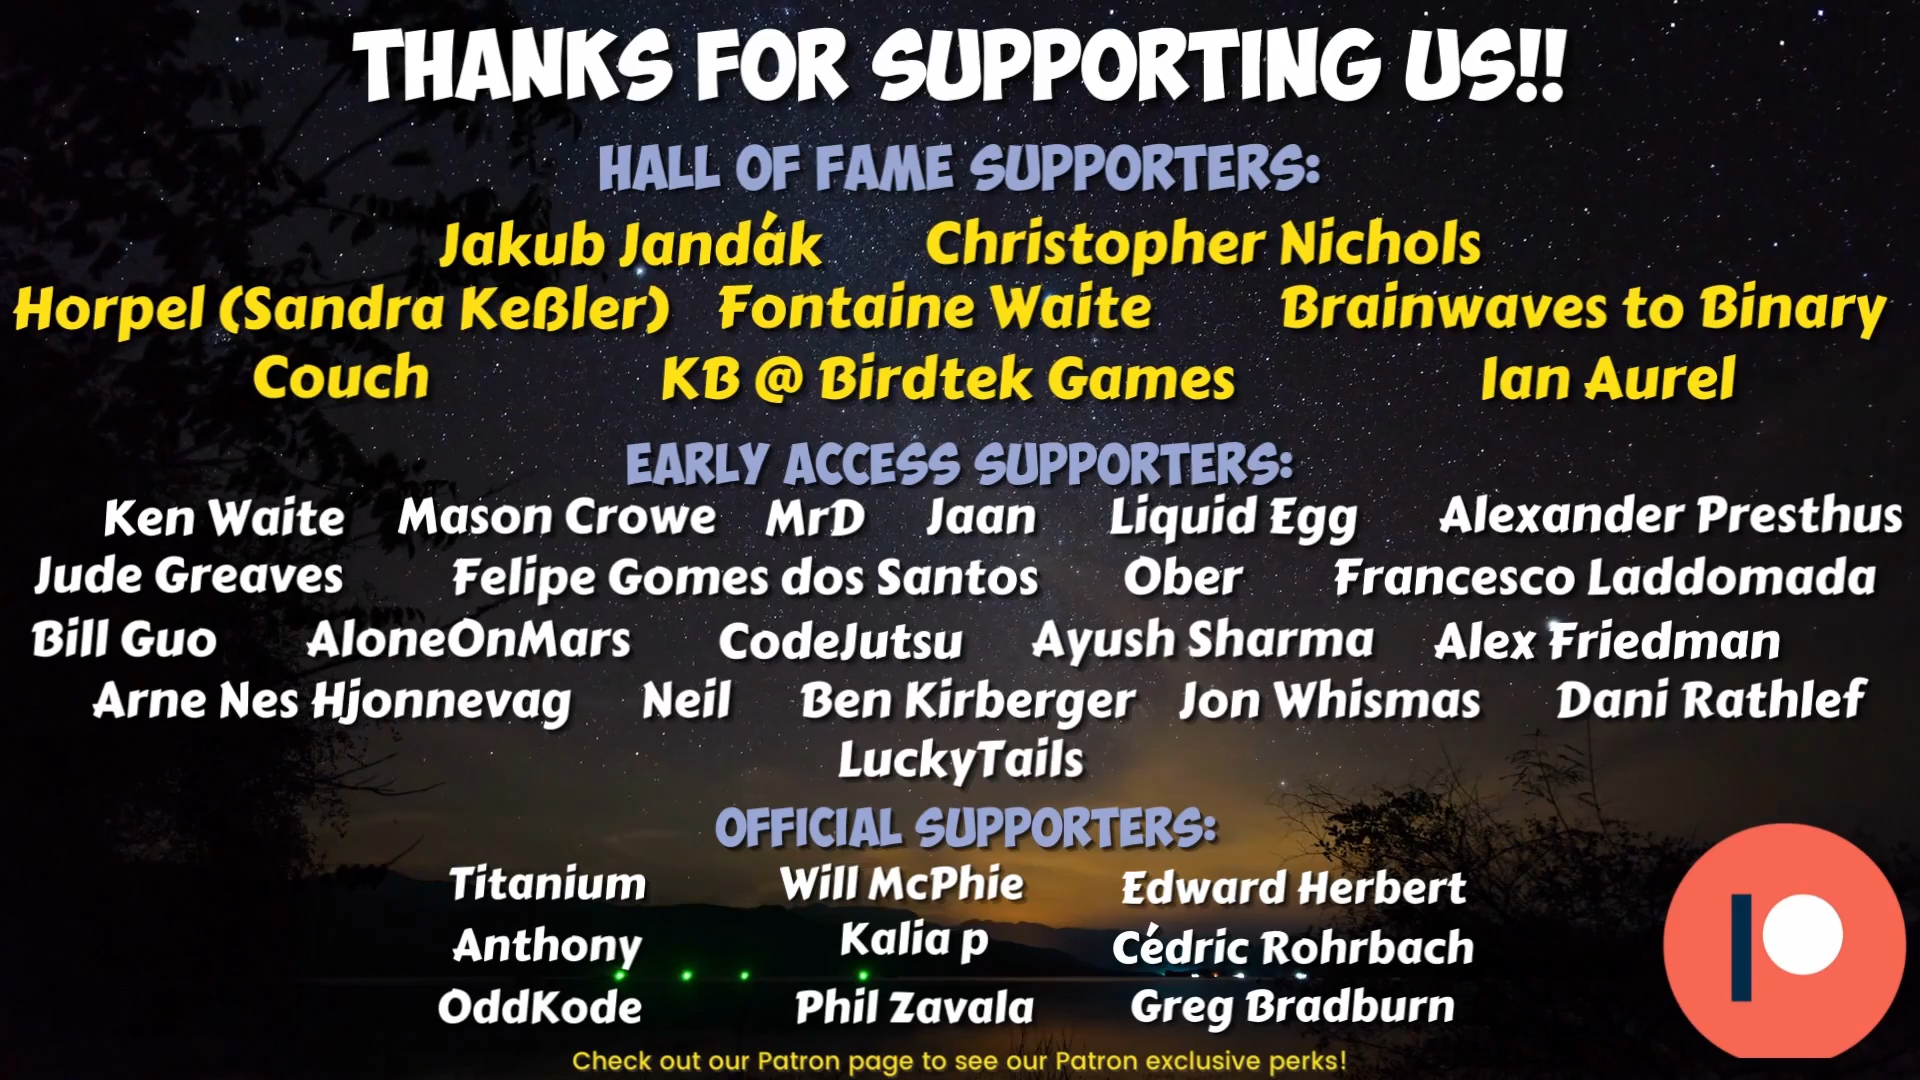 THANKS FOR SUPPORTING US!!
HALL OF FAME SUPPORTERS:
Jakub Jandák Christopher Nichols
Horpel (Sandra Keßler) Fontaine Waite Brainwaves to Binary
Couch KB @ Birdtek Games Ian Aurel
EARLY ACCESS SUPPORTERS:
Ken Waite Mason Crowe MrD Jaan Liquid Egg Alexander Presthus
Jude Greaves Felipe Gomes dos Santos Ober Francesco Laddomada
Bill Guo AloneOnMars CodeJutsu Ayush Sharma Alex Friedman
Arne Nes Hjonnevag Neil Ben Kirberger Jon Whismas Dani Rathlef
LuckyTails
OFFICIAL SUPPORTERS:
Titanium Will McPhie Edward Herbert
Anthony Kalia p Cédric Rohrbach
OddKode Phil Zavala Greg Bradburn
Check out our Patron page to see our Patron exclusive perks!